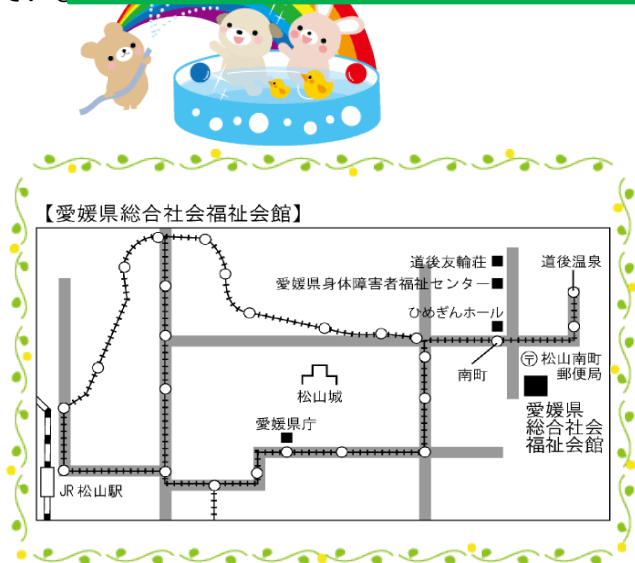 【愛媛県総合社会福祉会館】
道後友輪荘
道後温泉
愛媛県身体障害者福祉センター
ひめぎんホール
南町
〒松山南町
郵便局
松山城
愛媛県
総合社会
福祉会館
愛媛県庁
JR松山駅